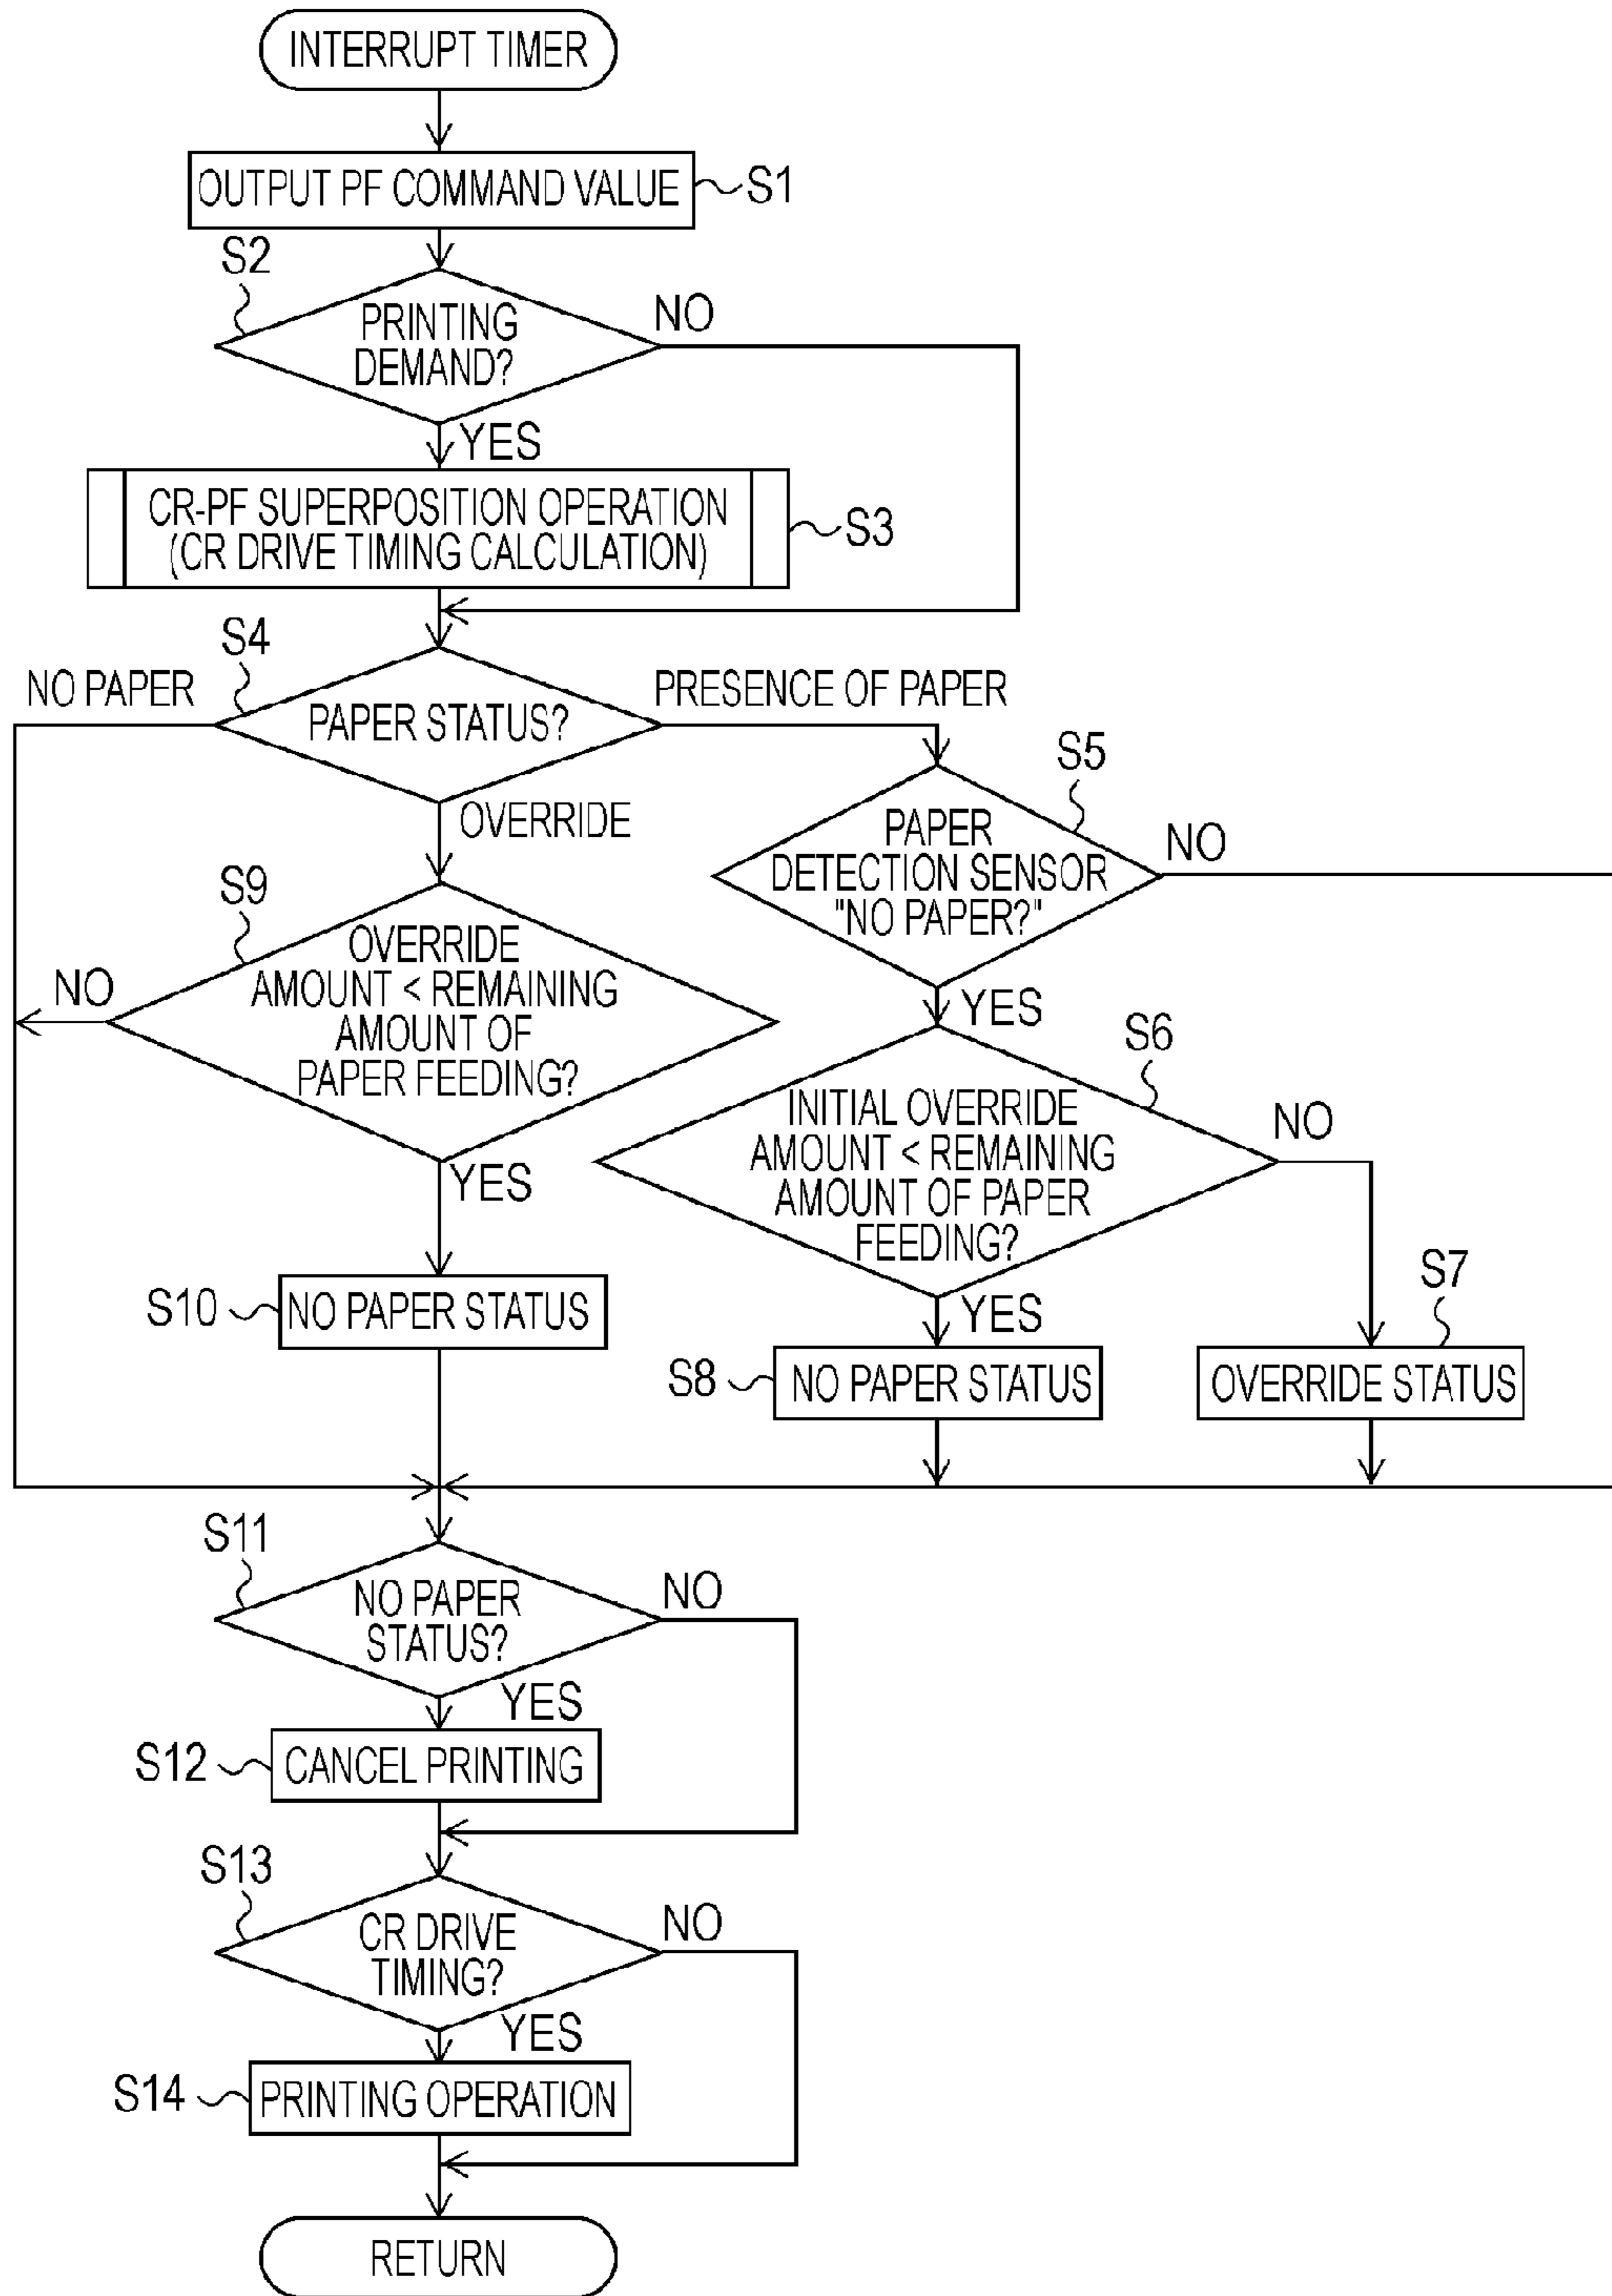 INTERRUPT TIMER
OUTPUT PF COMMAND VALUE
S1
S2
PRINTING
DEMAND?
NO
YES
CR-PF SUPERPOSITION OPERATION
(CR DRIVE TIMING CALCULATION)
S3
S4
NO PAPER
PAPER STATUS?
PRESENCE OF PAPER
OVERRIDE
S5
PAPER
DETECTION SENSOR
"NO PAPER?"
NO
YES
S9
OVERRIDE
AMOUNT < REMAINING
AMOUNT OF
PAPER FEEDING?
NO
YES
S6
INITIAL OVERRIDE
AMOUNT < REMAINING
AMOUNT OF PAPER
FEEDING?
NO
YES
S10
NO PAPER STATUS
S8
NO PAPER STATUS
S7
OVERRIDE STATUS
S11
NO PAPER
STATUS?
NO
YES
S12
CANCEL PRINTING
S13
CR DRIVE
TIMING?
NO
YES
S14
PRINTING OPERATION
RETURN